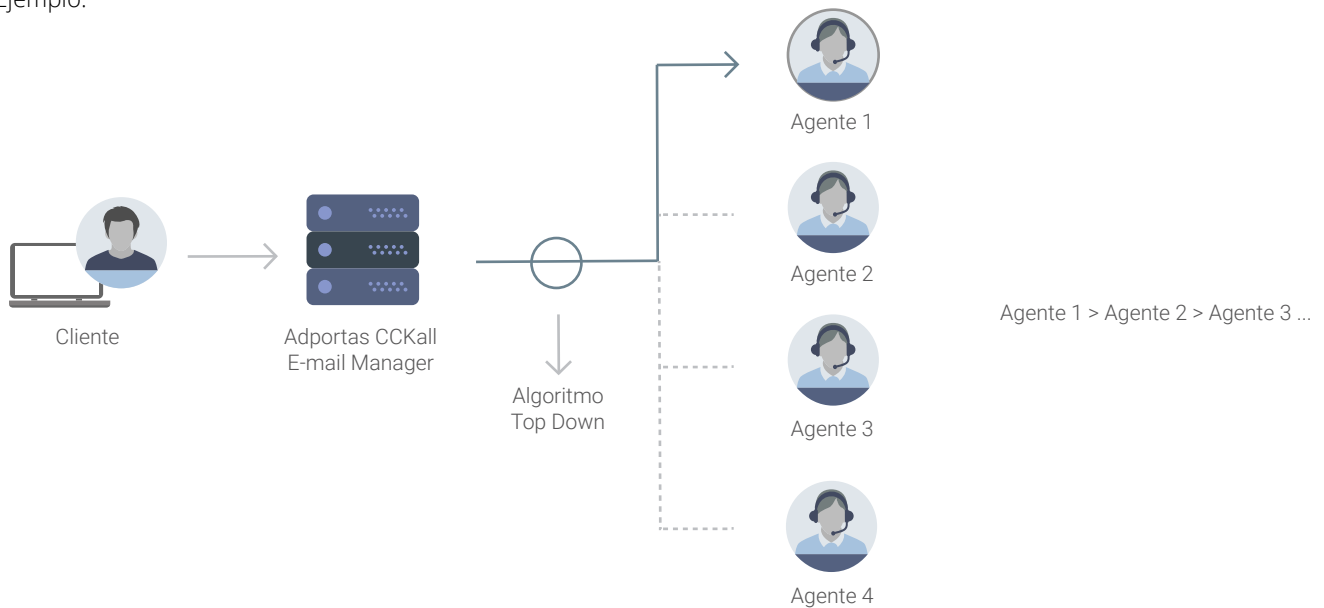 Ejemplo:
Agente 1
Agente 2
Agente 1 > Agente 2 > Agente 3 ...
Cliente
Adportas CCKall
E-mail Manager
Algoritmo
Top Down
Agente 3
Agente 4